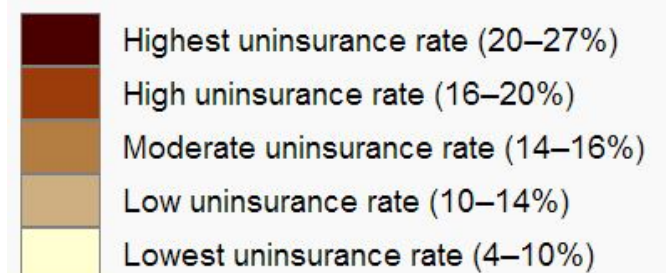 Highest uninsurance rate (20–27%)
High uninsurance rate (16–20%)
Moderate uninsurance rate (14–16%)
Low uninsurance rate (10–14%)
Lowest uninsurance rate (4–10%)